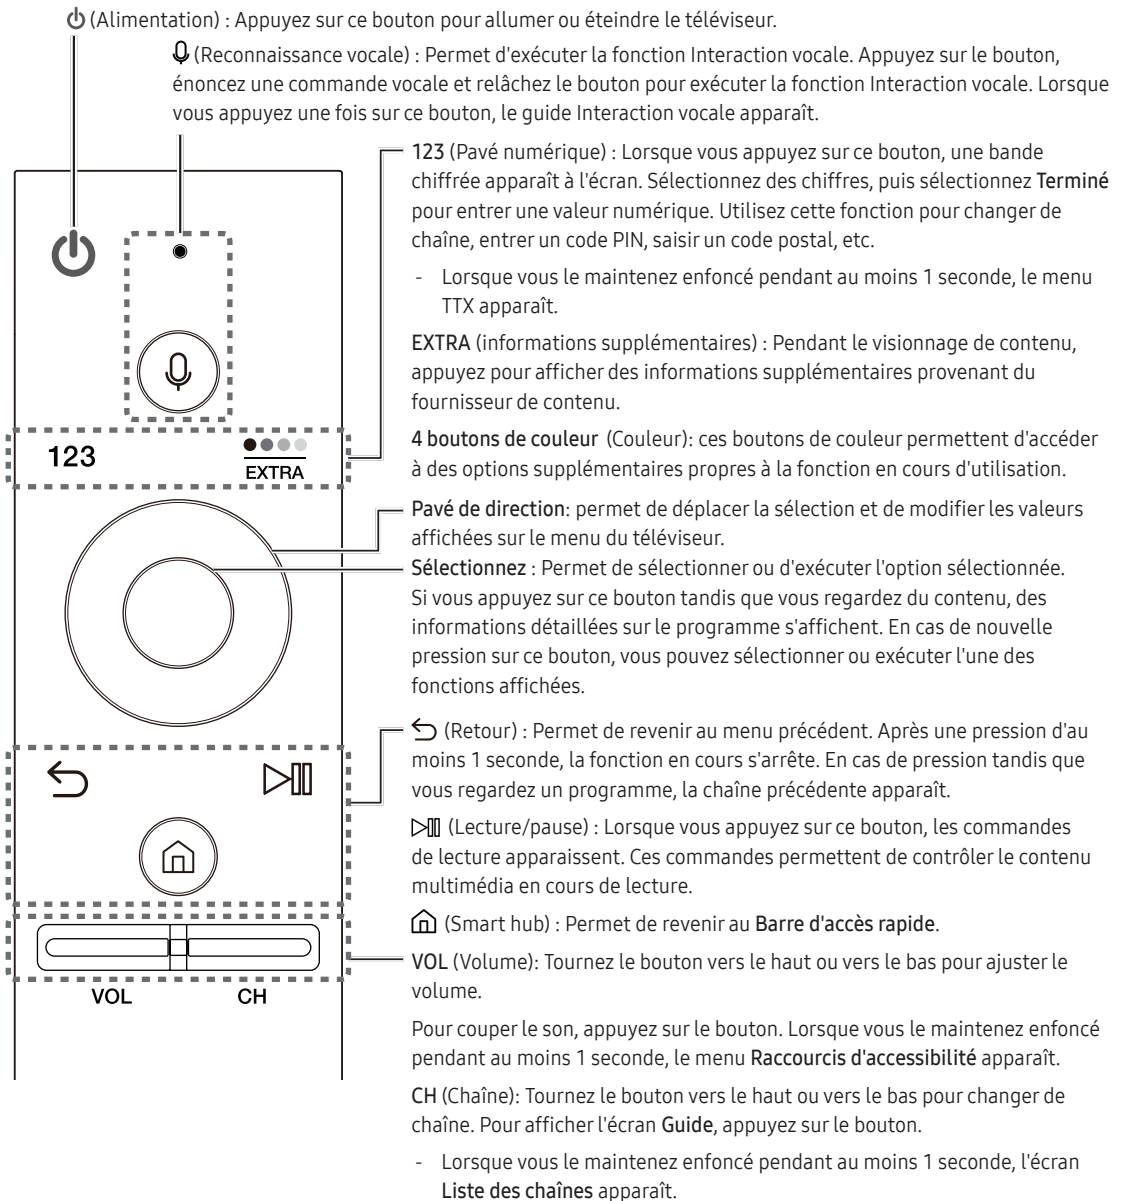 (Alimentation) : Appuyez sur ce bouton pour allumer ou éteindre le téléviseur.
(Reconnaissance vocale) : Permet d'exécuter la fonction Interaction vocale. Appuyez sur le bouton,
énoncez une commande vocale et relâchez le bouton pour exécuter la fonction Interaction vocale. Lorsque
vous appuyez une fois sur ce bouton, le guide Interaction vocale apparaît.
123 (Pavé numérique) : Lorsque vous appuyez sur ce bouton, une bande
chiffrée apparaît à l'écran. Sélectionnez des chiffres, puis sélectionnez Terminé
pour entrer une valeur numérique. Utilisez cette fonction pour changer de
chaîne, entrer un code PIN, saisir un code postal, etc.
- Lorsque vous le maintenez enfoncé pendant au moins 1 seconde, le menu
TTX apparaît.
EXTRA (informations supplémentaires) : Pendant le visionnage de contenu,
appuyez pour afficher des informations supplémentaires provenant du
fournisseur de contenu.
4 boutons de couleur (Couleur): ces boutons de couleur permettent d'accéder
à des options supplémentaires propres à la fonction en cours d'utilisation.
123
EXTRA
Pavé de direction: permet de déplacer la sélection et de modifier les valeurs
affichées sur le menu du téléviseur.
Sélectionnez : Permet de sélectionner ou d'exécuter l'option sélectionnée.
Si vous appuyez sur ce bouton tandis que vous regardez du contenu, des
informations détaillées sur le programme s'affichent. En cas de nouvelle
pression sur ce bouton, vous pouvez sélectionner ou exécuter l'une des
fonctions affichées.
(Retour) : Permet de revenir au menu précédent. Après une pression d'au
moins 1 seconde, la fonction en cours s'arrête. En cas de pression tandis que
vous regardez un programme, la chaîne précédente apparaît.
(Lecture/pause) : Lorsque vous appuyez sur ce bouton, les commandes
de lecture apparaissent. Ces commandes permettent de contrôler le contenu
multimédia en cours de lecture.
(Smart hub) : Permet de revenir au Barre d'accès rapide.
VOL (Volume): Tournez le bouton vers le haut ou vers le bas pour ajuster le
volume.
VOL
CH
Pour couper le son, appuyez sur le bouton. Lorsque vous le maintenez enfoncé
pendant au moins 1 seconde, le menu Raccourcis d'accessibilité apparaît.
CH (Chaîne): Tournez le bouton vers le haut ou vers le bas pour changer de
chaîne. Pour afficher l'écran Guide, appuyez sur le bouton.
- Lorsque vous le maintenez enfoncé pendant au moins 1 seconde, l'écran
Liste des chaînes apparaît.